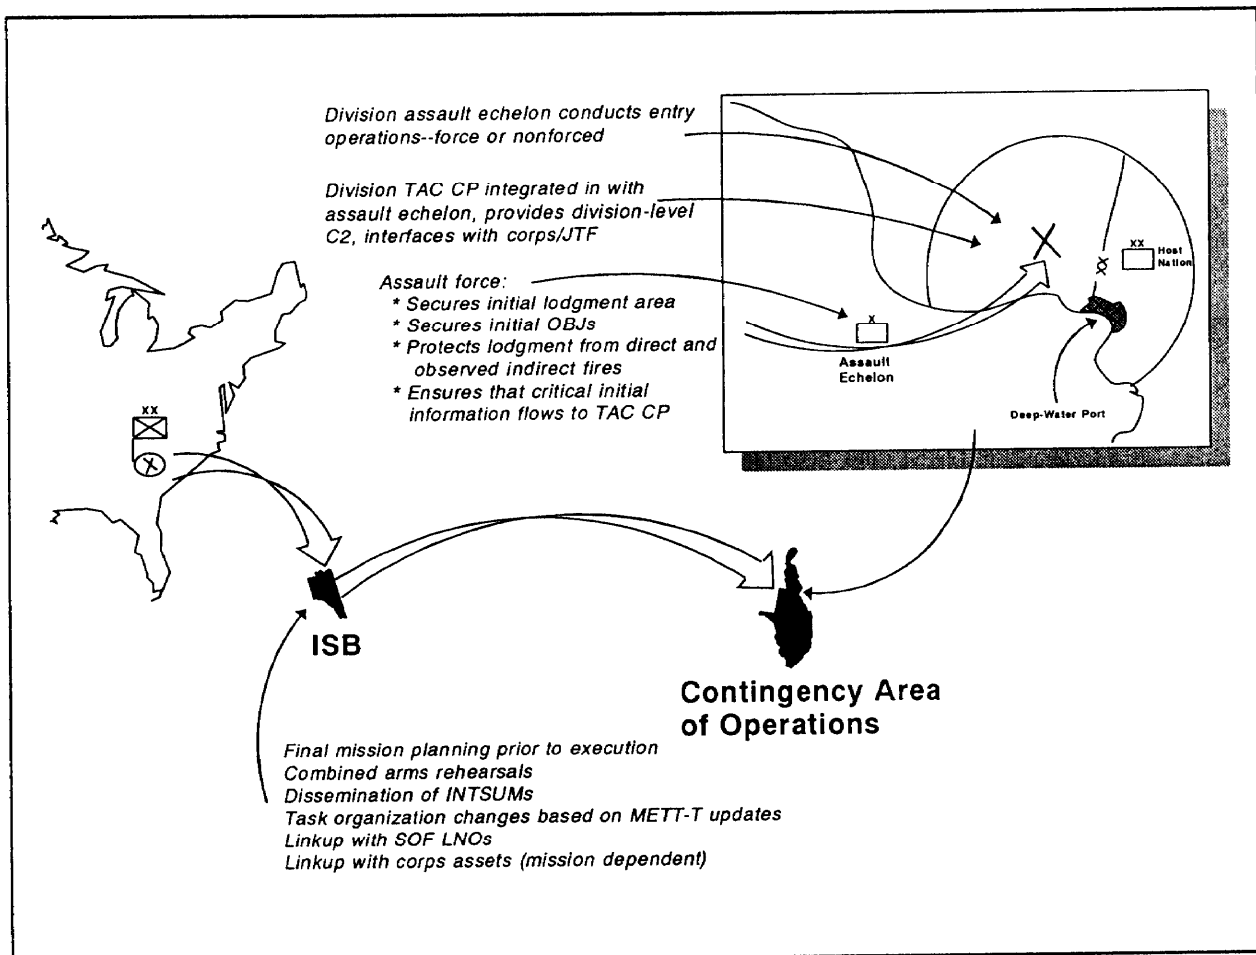 Division assault echelon conducts entry
operations--force or nonforced
Division TAC CP integrated in with
assault echelon, provides division-level
C2, interfaces with corps/JTF
Assault force:
* Secures initial lodgment area
* Secures initial OBJs
* Protects lodgment from direct and
observed indirect fires
* Ensures that critical initial
information flows to TAC CP
XX
Host
Nation
XX
X
Assault
Echelon
Deep-Water Port
XX
ISB
Contingency Area
of Operations
Final mission planning prior to execution
Combined arms rehearsals
Dissemination of INTSUMs
Task organization changes based on METT-T updates
Linkup with SOF LNOs
Linkup with corps assets (mission dependent)